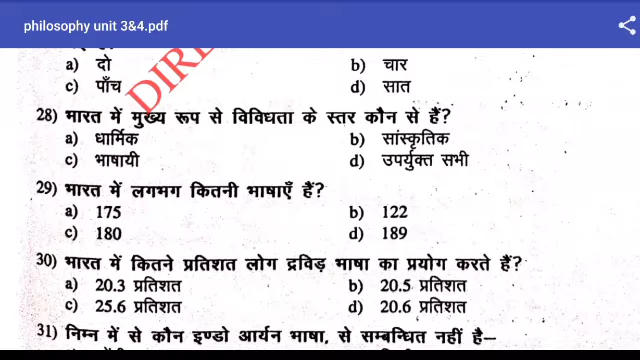 philosophy unit 3&4.pdf
a) दो b) चार
c) पाँच d) सात
28) भारत में मुख्य रूप से विविधता के स्तर कौन से हैं?
a) धार्मिक b) सांस्कृतिक
c) भाषायी d) उपर्युक्त सभी
29) भारत में लगभग कितनी भाषाएँ हैं?
a) 175 b) 122
c) 180 d) 189
30) भारत में कितने प्रतिशत लोग द्रविड़ भाषा का प्रयोग करते हैं?
a) 20.3 प्रतिशत b) 20.5 प्रतिशत
c) 25.6 प्रतिशत d) 20.6 प्रतिशत
31) निम्न में से कौन इण्डो आर्यन भाषा, से सम्बन्धित नहीं है–